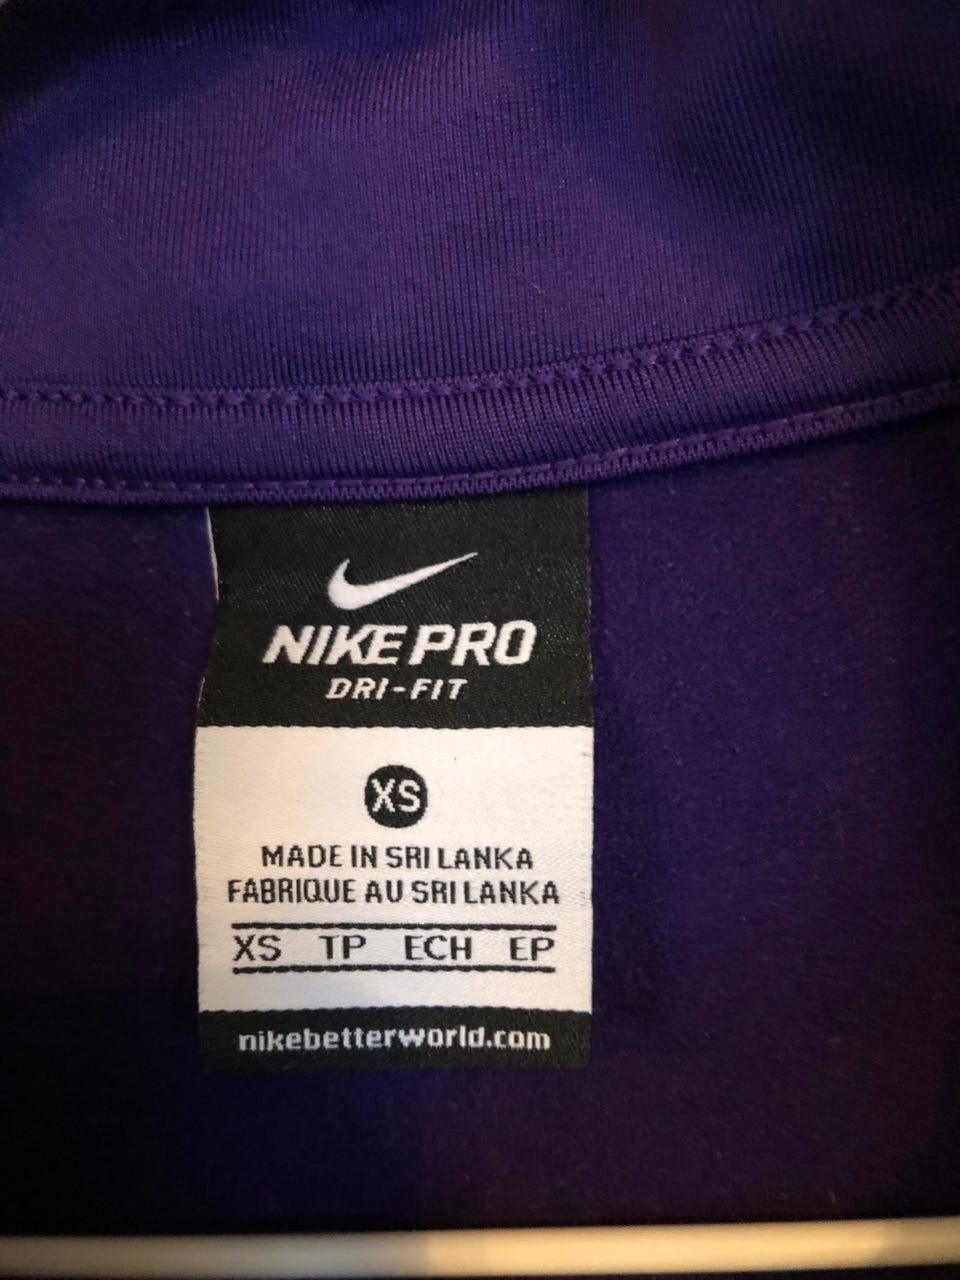 NIKE PRO
DRI-FIT
XS
MADE IN SRI LANKA
FABRIQUE AU SRI LANKA
XS TP ECH EP
nikebetterworld.com